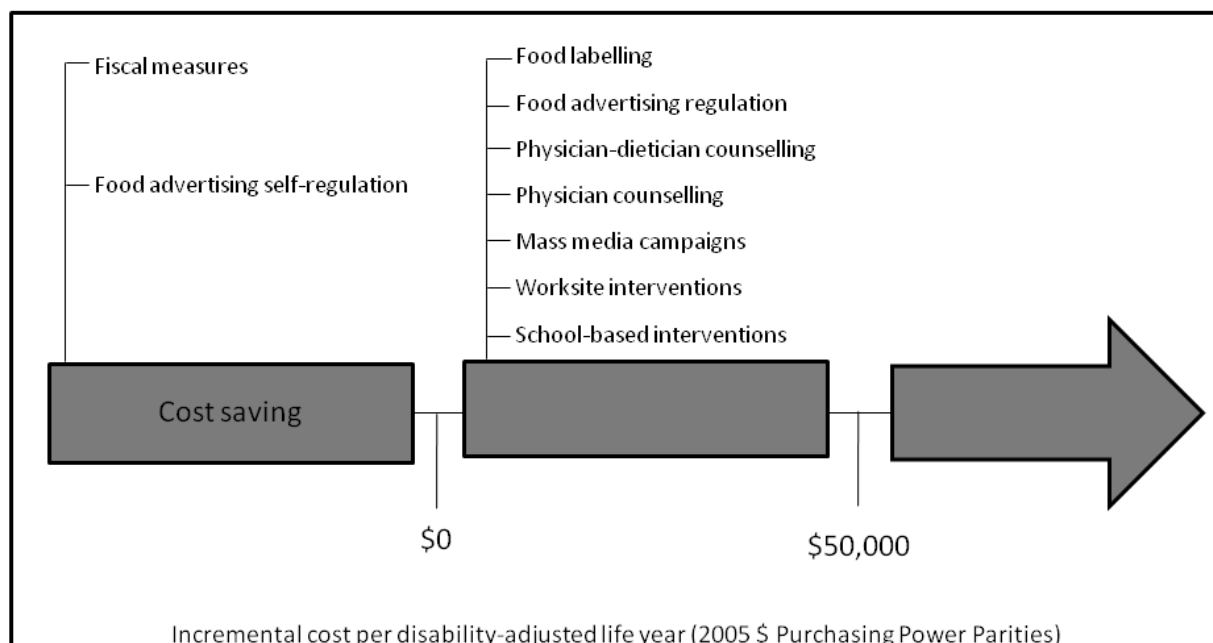 Fiscal measures
Food advertising self-regulation
Food labelling
Food advertising regulation
Physician-dietician counselling
Physician counselling
Mass media campaigns
Worksite interventions
School-based interventions
Cost saving
$0
$50,000
Incremental cost per disability-adjusted life year (2005 $ Purchasing Power Parities)